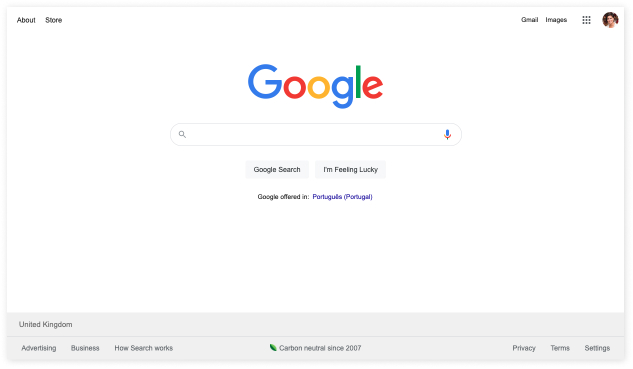 About Store Gmail Images
Google
Google Search I'm Feeling Lucky
Google offered in: Português (Portugal)
United Kingdom
Advertising Business How Search works Carbon neutral since 2007 Privacy Terms Settings